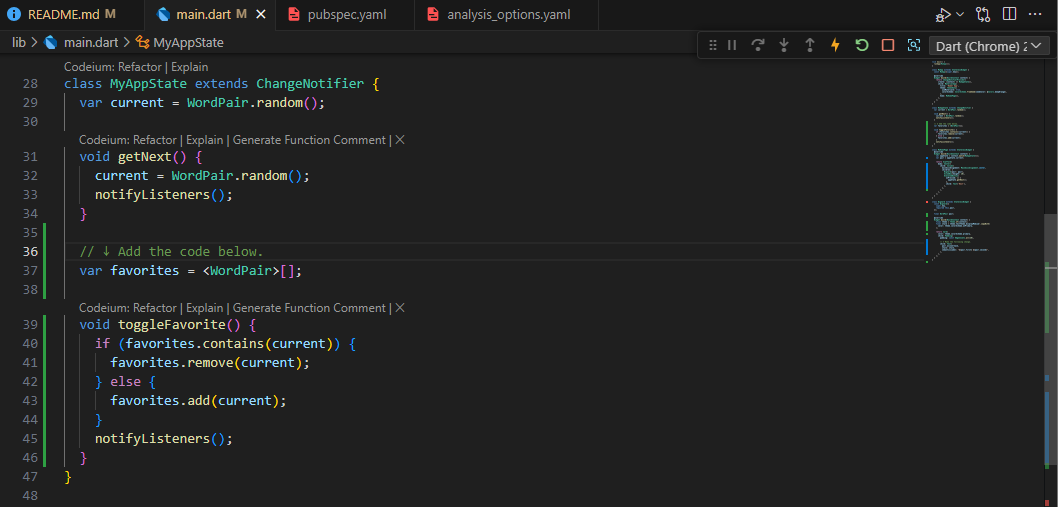 README.md M
main.dart M
pubspec.yaml
analysis_options.yaml
lib > main.dart > MyAppState
Dart (Chrome)
Codeium: Refactor | Explain
28 class MyAppState extends ChangeNotifier {
29 var current = WordPair.random();
30
Codeium: Refactor | Explain | Generate Function Comment | ✕
31 void getNext() {
32 current = WordPair.random();
33 notifyListeners();
34 }
35
36 // ↓ Add the code below.
37 var favorites = <WordPair>[];
38
Codeium: Refactor | Explain | Generate Function Comment | ✕
39 void toggleFavorite() {
40 if (favorites.contains(current)) {
41 favorites.remove(current);
42 } else {
43 favorites.add(current);
44 }
45 notifyListeners();
46 }
47 }
48